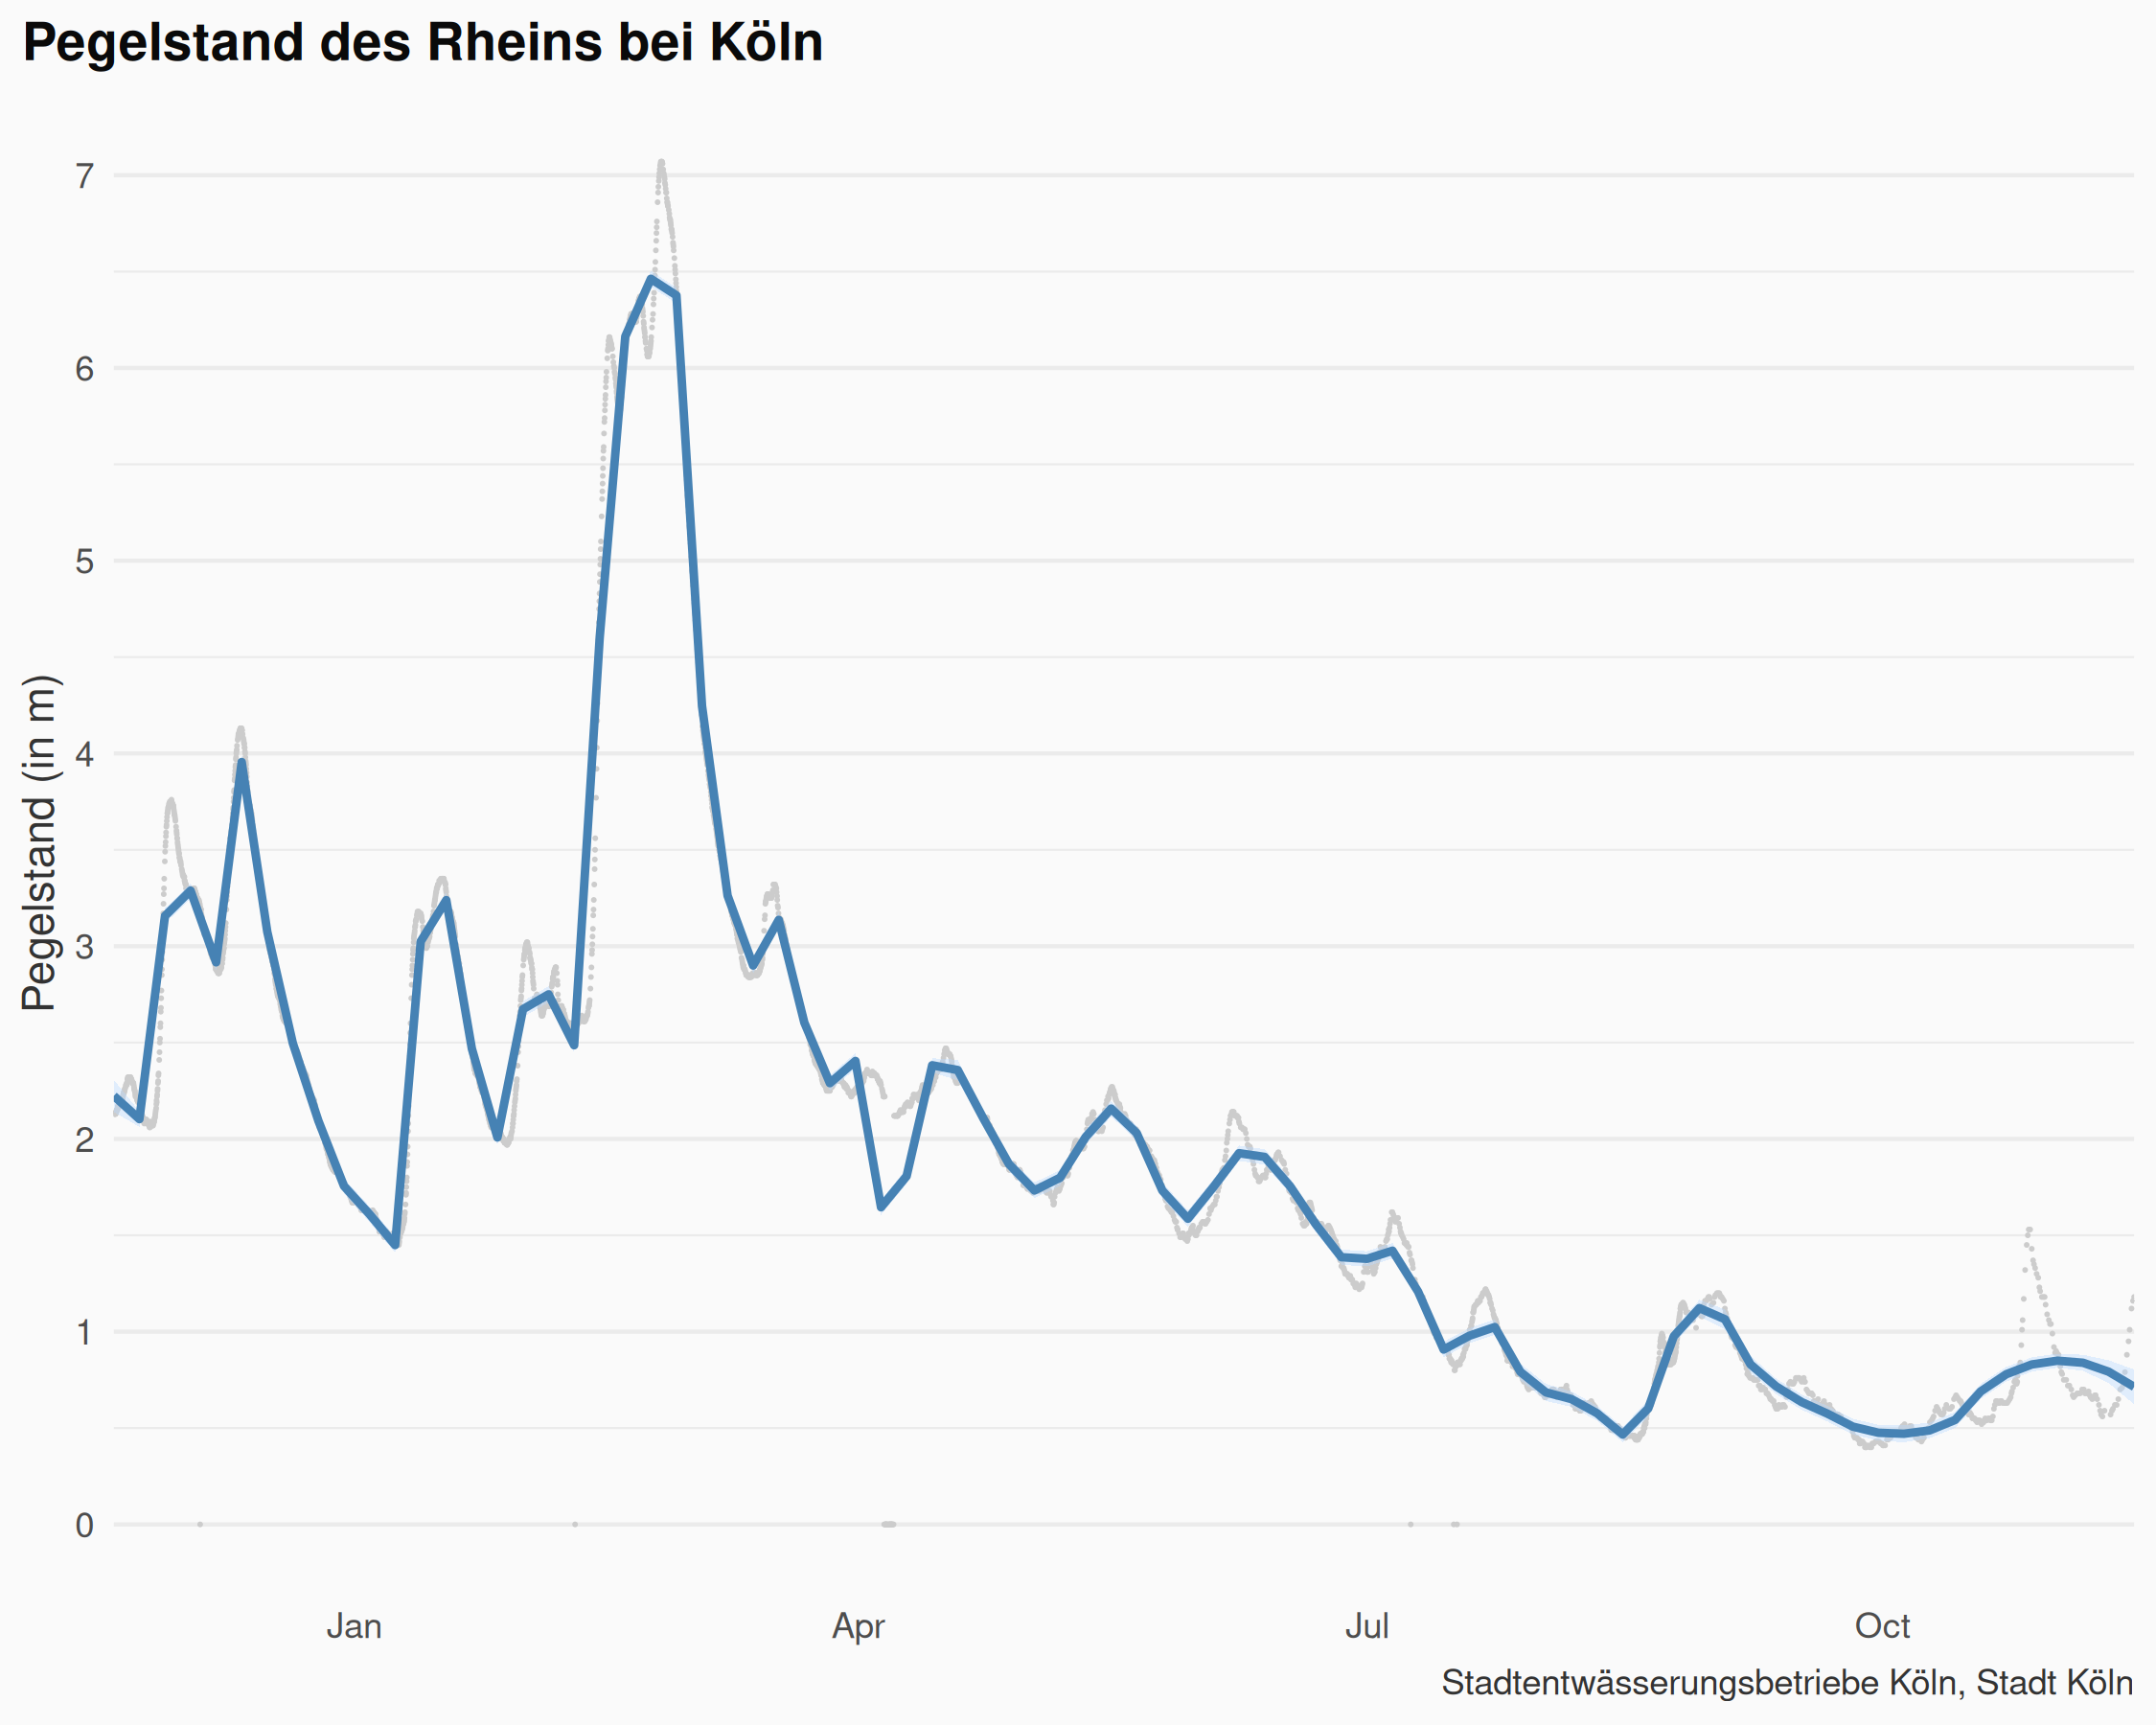 Pegelstand des Rheins bei Köln
Pegelstand (in m)
7
6
5
4
3
2
1
0
Jan Apr Jul Oct
Stadtentwässerungsbetriebe Köln, Stadt Köln